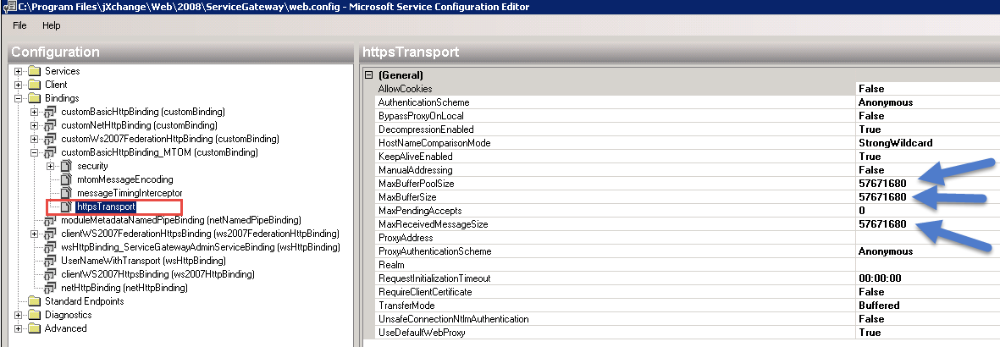 C:\Program Files\jXchange\Web\2008\ServiceGateway\web.config - Microsoft Service Configuration Editor
File Help
Configuration
Services
Client
Bindings
customBasicHttpBinding (customBinding)
customNetHttpBinding (customBinding)
customWs2007FederationHttpBinding (customBinding)
customBasicHttpBinding_MTOM (customBinding)
security
mtomMessageEncoding
messageTimingInterceptor
httpsTransport
moduleMetadataNamedPipeBinding (netNamedPipeBinding)
clientWS2007FederationHttpsBinding (ws2007FederationHttpBinding)
wsHttpBinding_ServiceGatewayAdminServiceBinding (wsHttpBinding)
UserNameWithTransport (wsHttpBinding)
clientWS2007HttpsBinding (ws2007HttpBinding)
netHttpBinding (netHttpBinding)
Standard Endpoints
Diagnostics
Advanced
httpsTransport
(General)
AllowCookies False
AuthenticationScheme Anonymous
BypassProxyOnLocal False
DecompressionEnabled True
HostNameComparisonMode StrongWildcard
KeepAliveEnabled True
ManualAddressing False
MaxBufferPoolSize 57671680
MaxBufferSize 57671680
MaxPendingAccepts 0
MaxReceivedMessageSize 57671680
ProxyAddress
ProxyAuthenticationScheme Anonymous
Realm
RequestInitializationTimeout 00:00:00
RequireClientCertificate False
TransferMode Buffered
UnsafeConnectionNtlmAuthentication False
UseDefaultWebProxy True